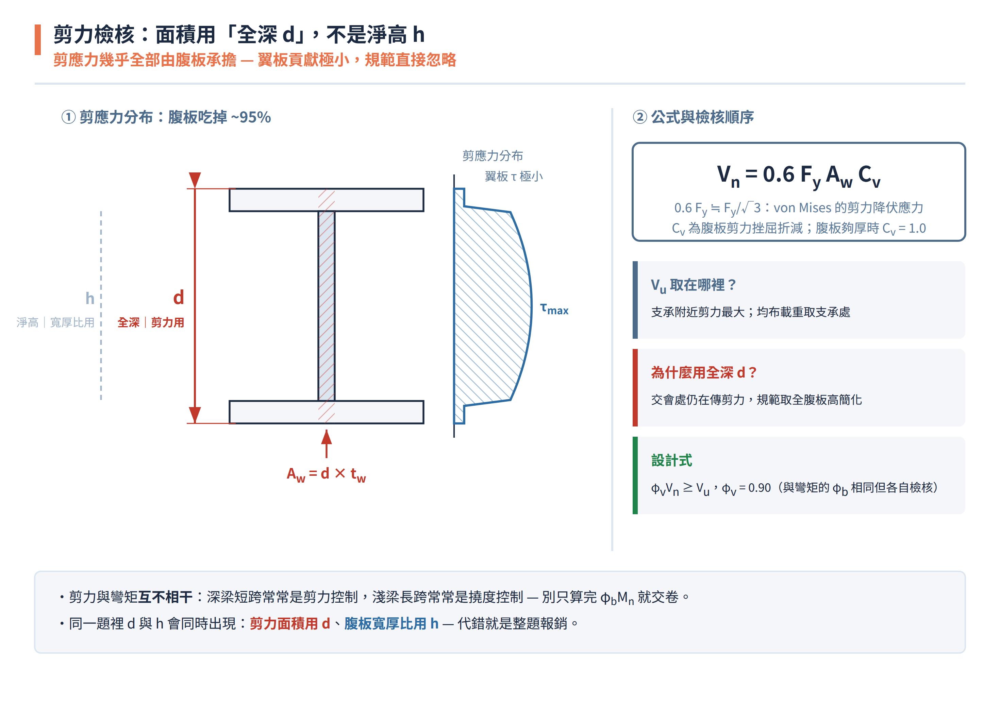 剪力檢核：面積用「全深 d」，不是淨高 h
剪應力幾乎全部由腹板承擔 — 翼板貢獻極小，規範直接忽略
① 剪應力分布：腹板吃掉 ~95%
剪應力分布
翼板 τ 極小
h
淨高｜寬厚比用
d
全深｜剪力用
τmax
Aw = d × tw
② 公式與檢核順序
Vn = 0.6 Fy Aw Cv
0.6 Fy ≒ Fy/√3：von Mises 的剪力降伏應力
Cv 為腹板剪力挫屈折減；腹板夠厚時 Cv = 1.0
Vu 取在哪裡？
支承附近剪力最大；均布載重取支承處
為什麼用全深 d？
交會處仍在傳剪力，規範取全腹板高簡化
設計式
φvVn ≥ Vu，φv = 0.90（與彎矩的 φb 相同但各自檢核）
・剪力與彎矩互不相干：深梁短跨常常是剪力控制，淺梁長跨常常是撓度控制 — 別只算完 φbMn 就交卷。
・同一題裡 d 與 h 會同時出現：剪力面積用 d、腹板寬厚比用 h — 代錯就是整題報銷。